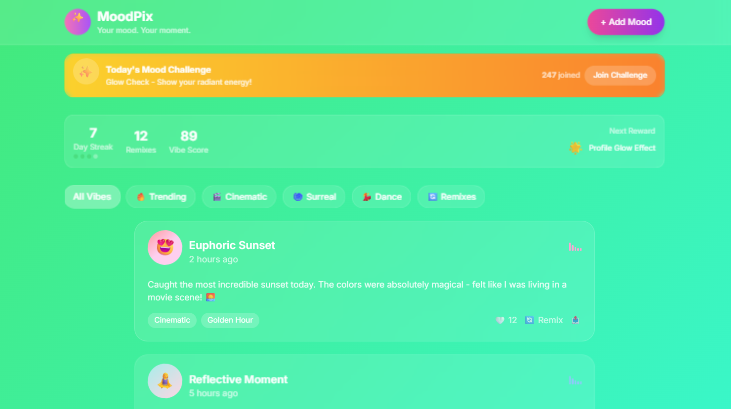 MoodPix
Your mood. Your moment.
+ Add Mood
Today's Mood Challenge
Glow Check - Show your radiant energy!
247 joined
Join Challenge
7
Day Streak
12
Remixes
89
Vibe Score
Next Reward
Profile Glow Effect
All Vibes
Trending
Cinematic
Surreal
Dance
Remixes
Euphoric Sunset
2 hours ago
Caught the most incredible sunset today. The colors were absolutely magical - felt like I was living in a
movie scene!
Cinematic
Golden Hour
12
Remix
Reflective Moment
5 hours ago